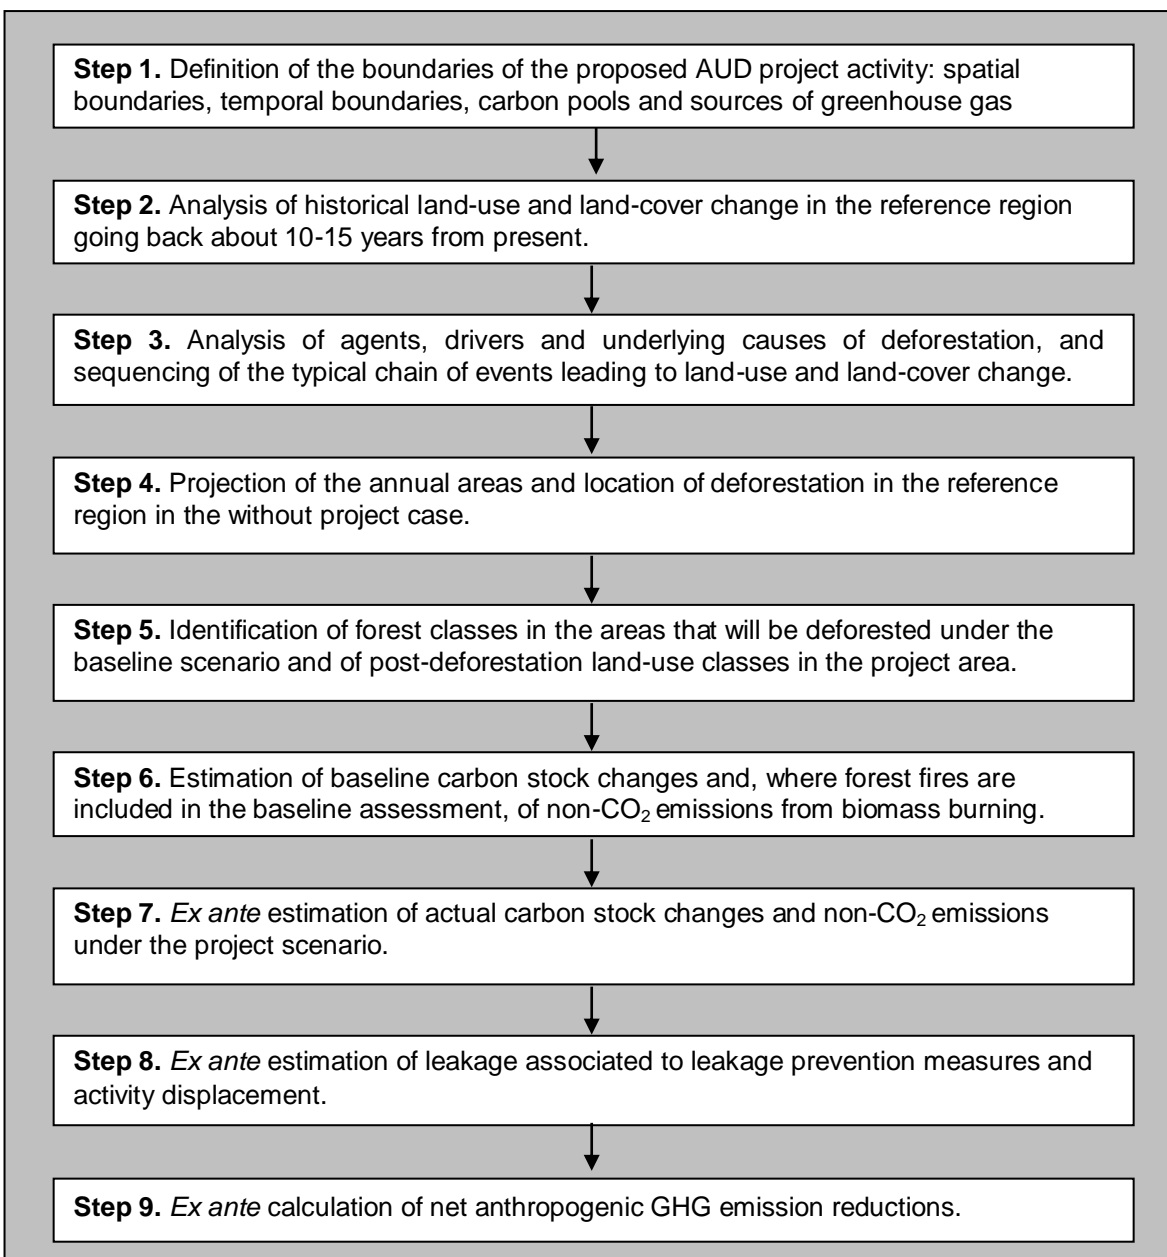 Step 1. Definition of the boundaries of the proposed AUD project activity: spatial
boundaries, temporal boundaries, carbon pools and sources of greenhouse gas
Step 2. Analysis of historical land-use and land-cover change in the reference region
going back about 10-15 years from present.
Step 3. Analysis of agents, drivers and underlying causes of deforestation, and
sequencing of the typical chain of events leading to land-use and land-cover change.
Step 4. Projection of the annual areas and location of deforestation in the reference
region in the without project case.
Step 5. Identification of forest classes in the areas that will be deforested under the
baseline scenario and of post-deforestation land-use classes in the project area.
Step 6. Estimation of baseline carbon stock changes and, where forest fires are
included in the baseline assessment, of non-CO₂ emissions from biomass burning.
Step 7. Ex ante estimation of actual carbon stock changes and non-CO₂ emissions
under the project scenario.
Step 8. Ex ante estimation of leakage associated to leakage prevention measures and
activity displacement.
Step 9. Ex ante calculation of net anthropogenic GHG emission reductions.